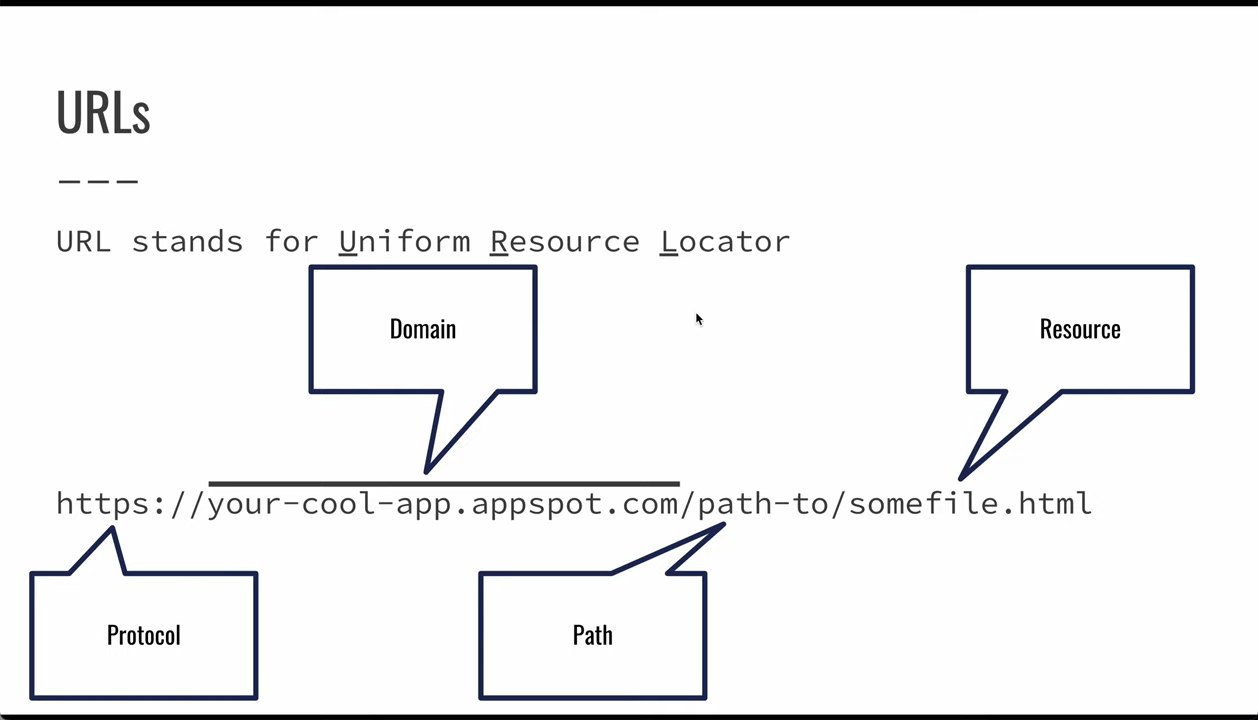 URLs
---
URL stands for Uniform Resource Locator
Domain
Resource
https://your-cool-app.appspot.com/path-to/somefile.html
Protocol
Path